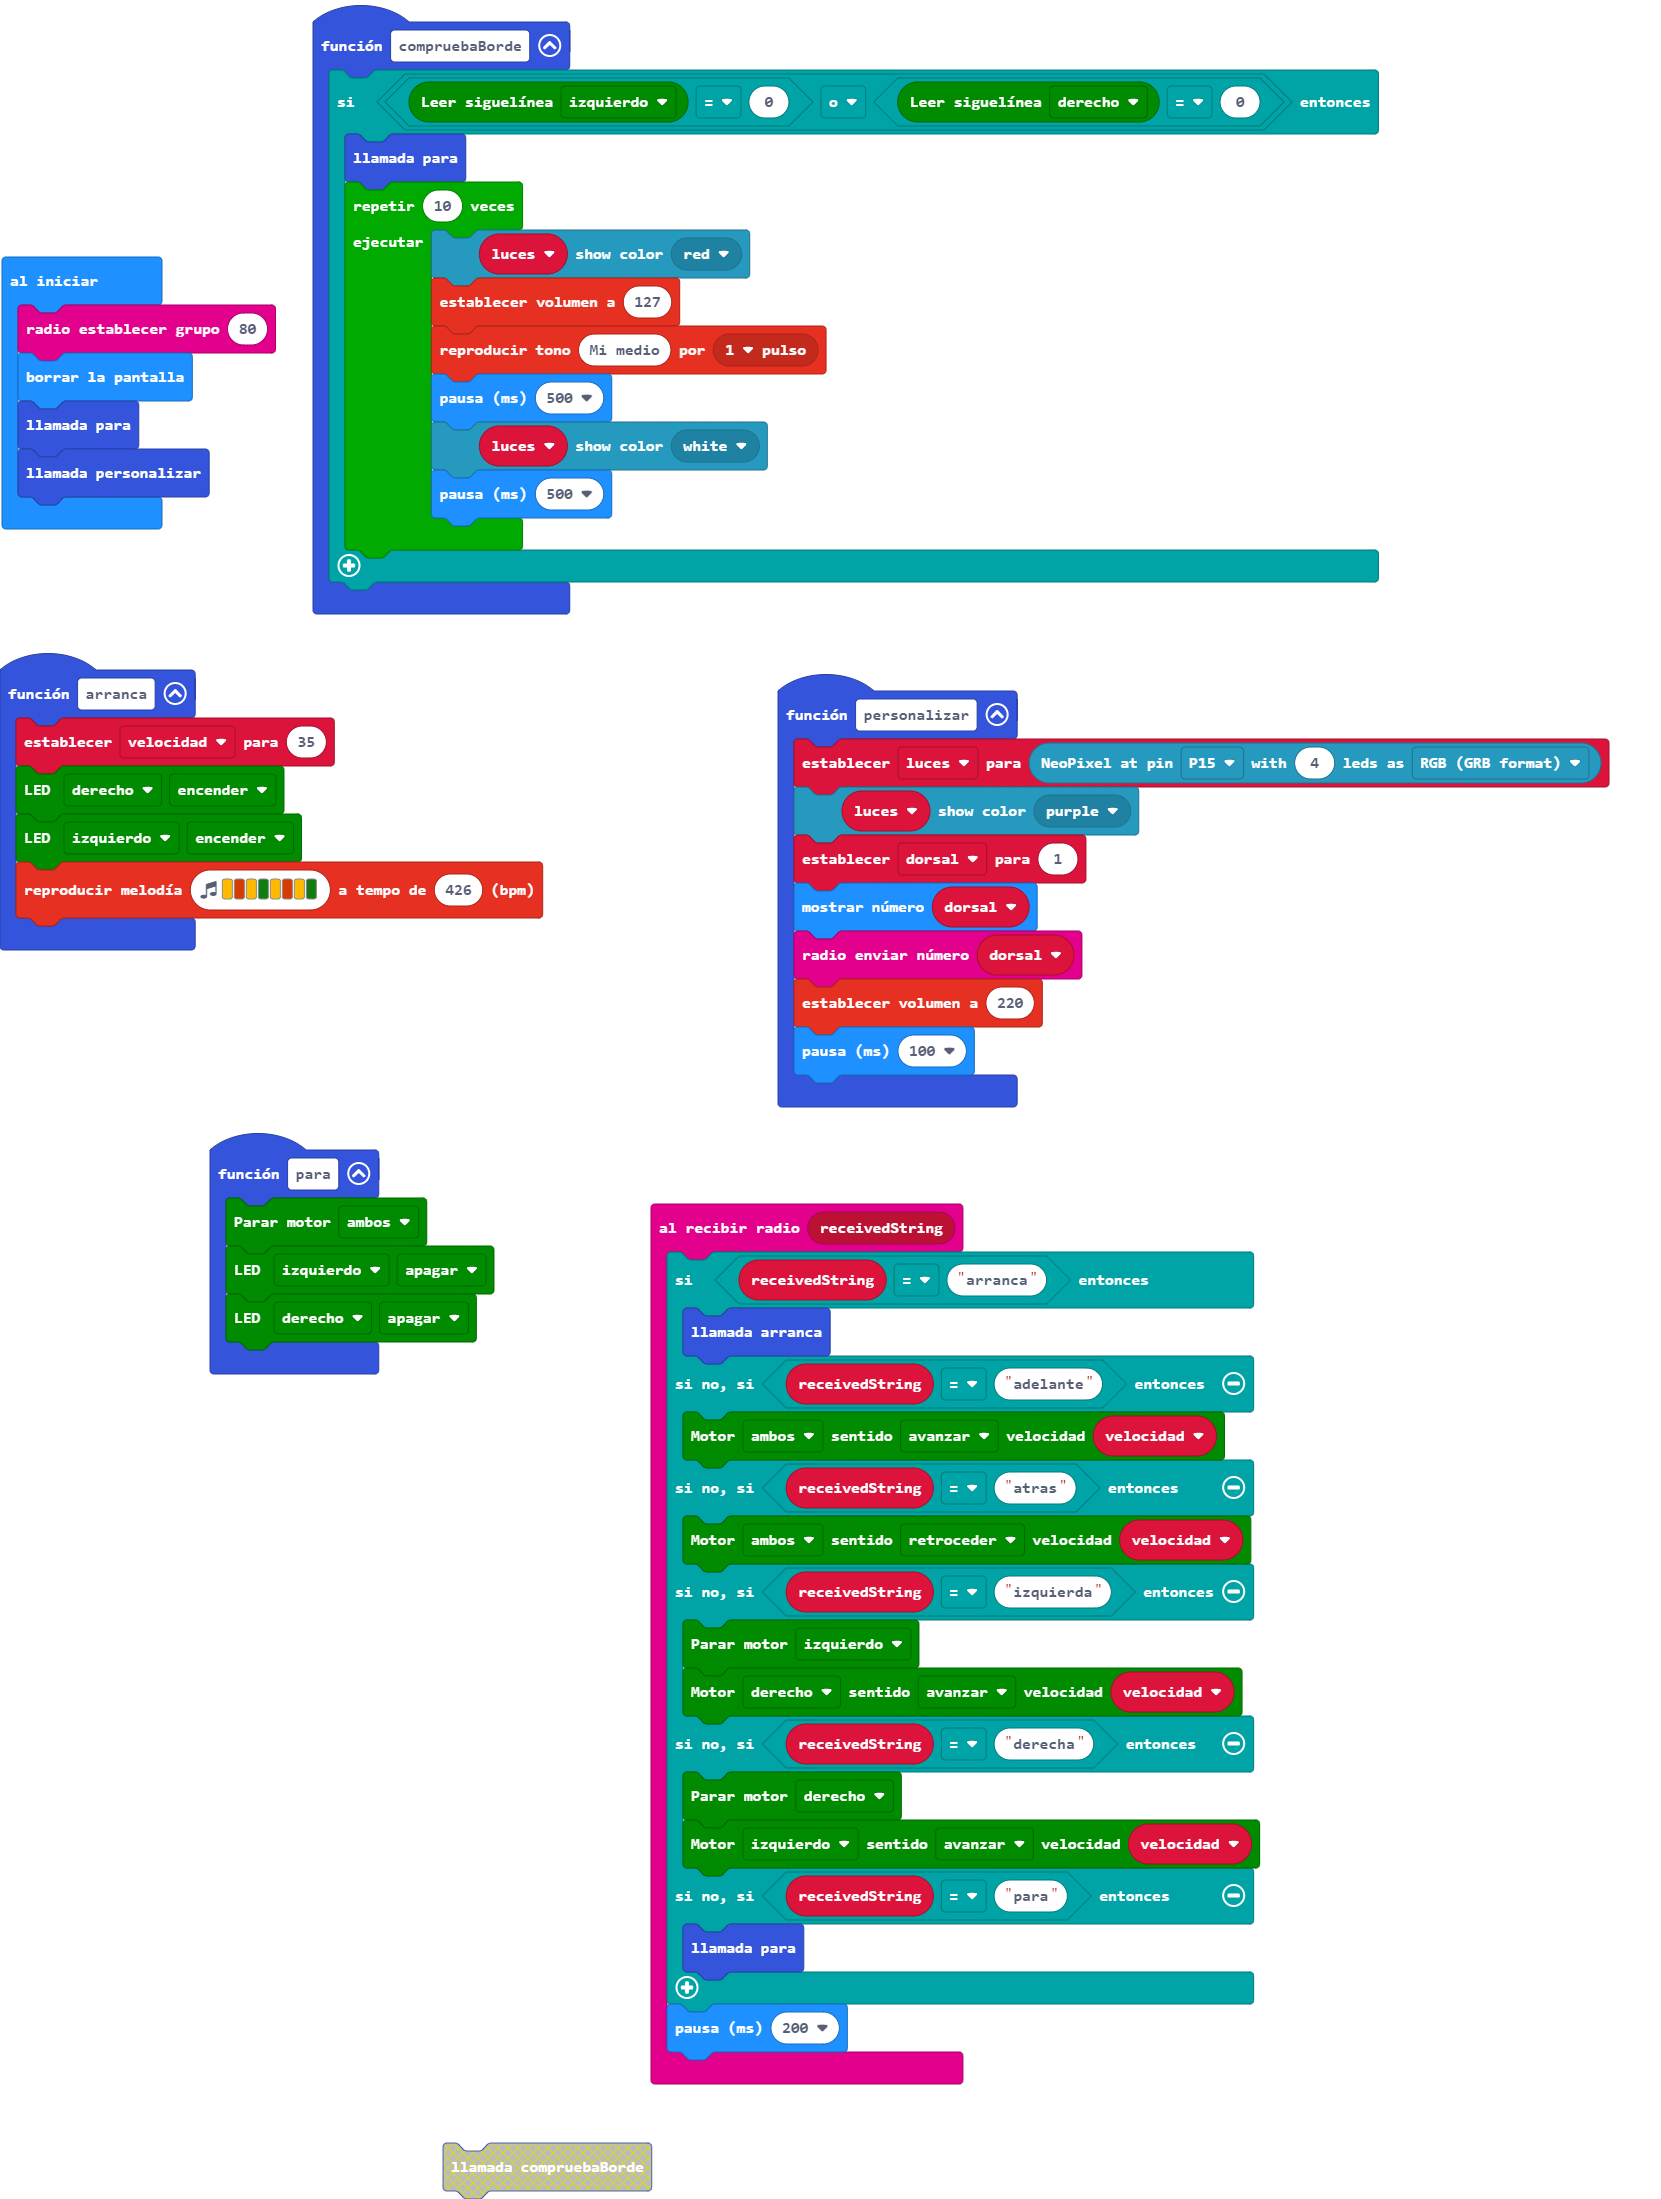 función compruebaBorde
si Leer siguelínea izquierdo = 0 o Leer siguelínea derecho = 0 entonces
llamada para
repetir 10 veces
ejecutar
luces show color red
establecer volumen a 127
reproducir tono Mi medio por 1 pulso
pausa (ms) 500
luces show color white
pausa (ms) 500
al iniciar
radio establecer grupo 80
borrar la pantalla
llamada para
llamada personalizar
función arranca
establecer velocidad para 35
LED derecho encender
LED izquierdo encender
reproducir melodía a tempo de 426 (bpm)
función personalizar
establecer luces para NeoPixel at pin P15 with 4 leds as RGB (GRB format)
luces show color purple
establecer dorsal para 1
mostrar número dorsal
radio enviar número dorsal
establecer volumen a 220
pausa (ms) 100
función para
Parar motor ambos
LED izquierdo apagar
LED derecho apagar
al recibir radio receivedString
si receivedString = "arranca" entonces
llamada arranca
si no, si receivedString = "adelante" entonces
Motor ambos sentido avanzar velocidad velocidad
si no, si receivedString = "atras" entonces
Motor ambos sentido retroceder velocidad velocidad
si no, si receivedString = "izquierda" entonces
Parar motor izquierdo
Motor derecho sentido avanzar velocidad velocidad
si no, si receivedString = "derecha" entonces
Parar motor derecho
Motor izquierdo sentido avanzar velocidad velocidad
si no, si receivedString = "para" entonces
llamada para
pausa (ms) 200
llamada compruebaBorde